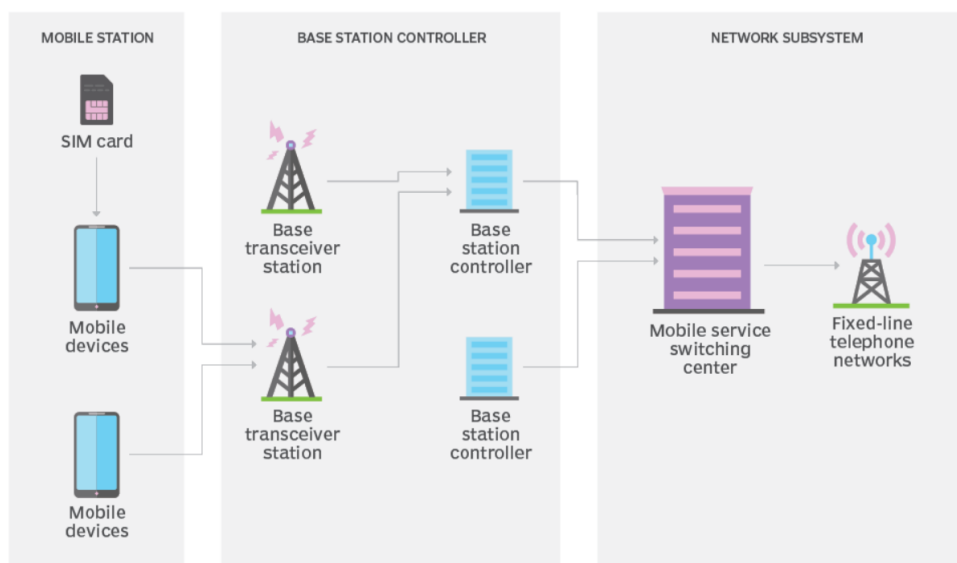 MOBILE STATION
SIM card
Mobile
devices
Mobile
devices
BASE STATION CONTROLLER
Base
transceiver
station
Base
station
controller
Base
transceiver
station
Base
station
controller
NETWORK SUBSYSTEM
Mobile service
switching
center
Fixed-line
telephone
networks